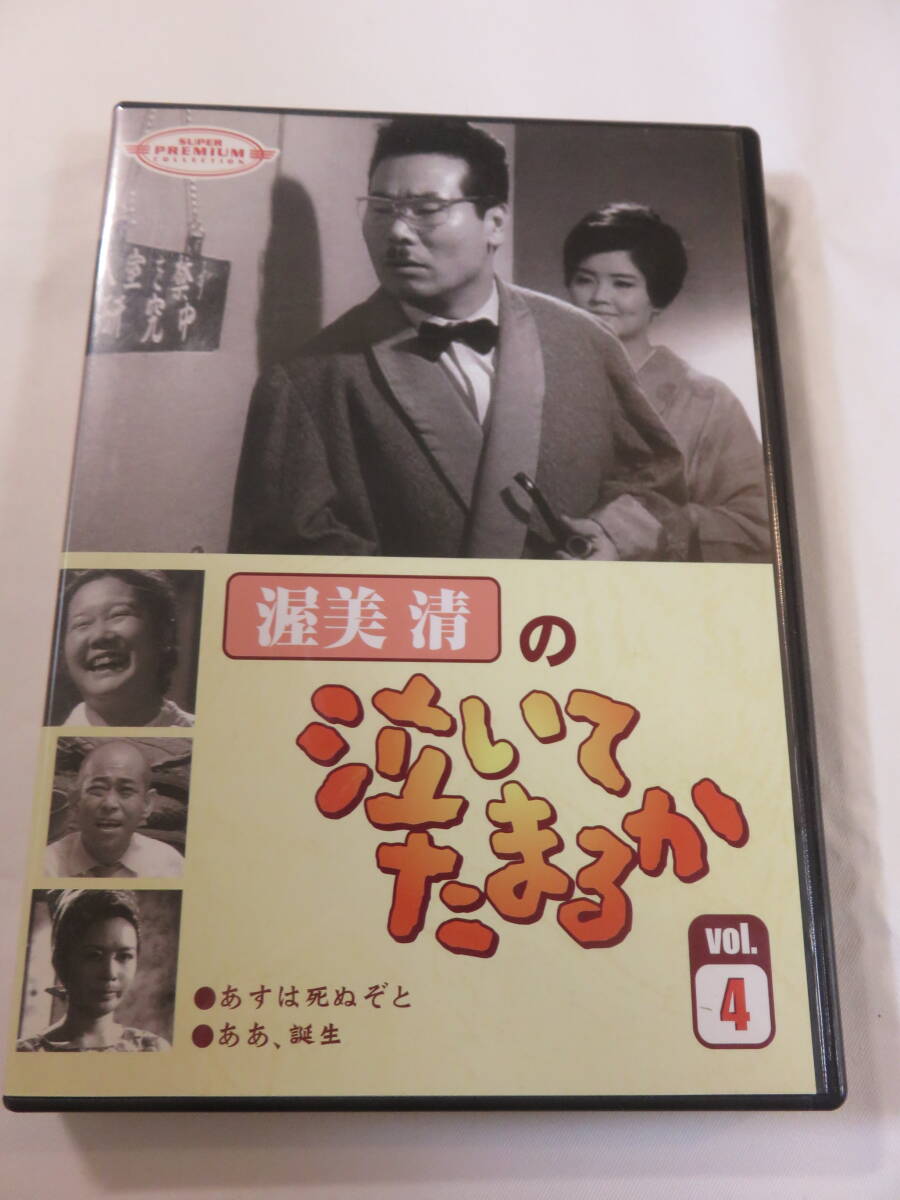 SUPER
PREMIUM
COLLECTION
渥美 清 の
泣いて
たまるか
vol.
4
●あすは死ぬぞと
●ああ、誕生